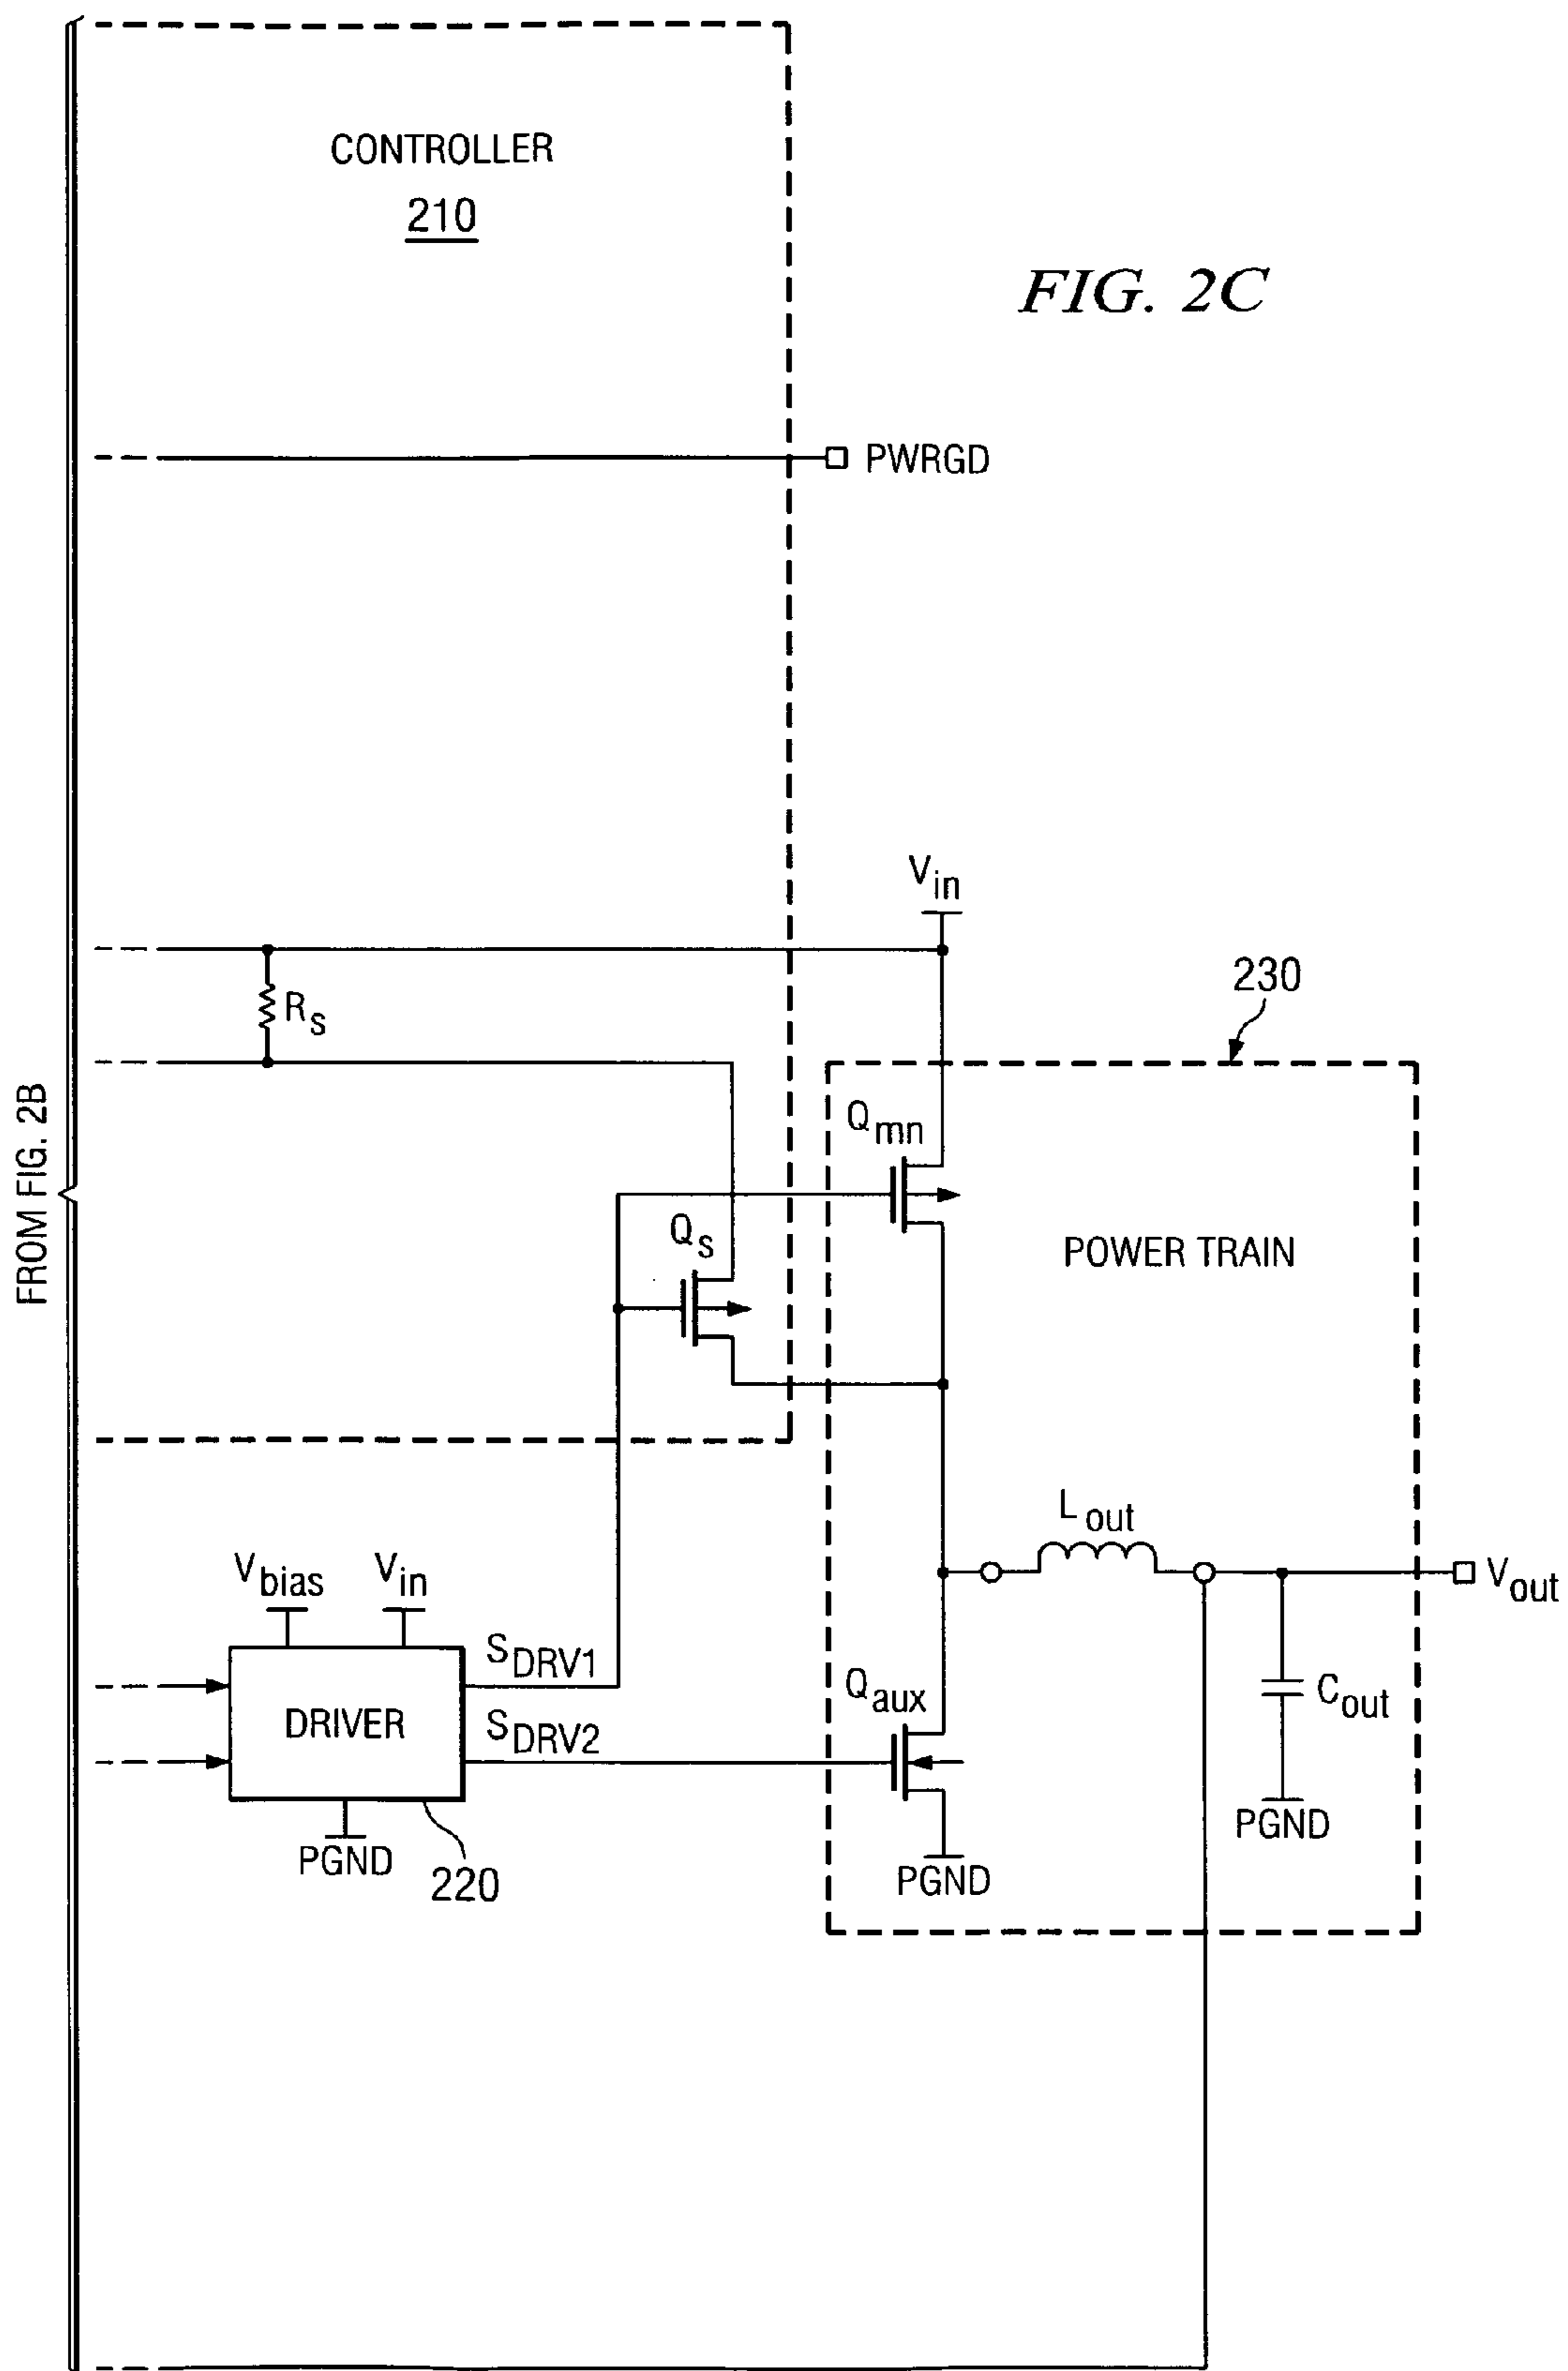 CONTROLLER
210
FIG. 2C
PWRGD
Vin
230
Rs
FROM FIG. 2B
Qmn
Qs
POWER TRAIN
Lout
Vbias
Vin
Vout
SDRV1
Qaux
Cout
DRIVER
SDRV2
PGND
PGND
220
PGND